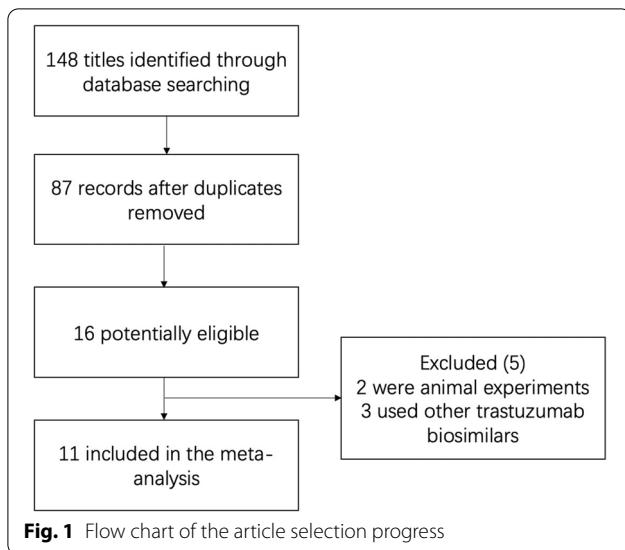 148 titles identified through
database searching
87 records after duplicates
removed
16 potentially eligible
Excluded (5)
2 were animal experiments
3 used other trastuzumab
biosimilars
11 included in the meta-
analysis
Fig. 1 Flow chart of the article selection progress